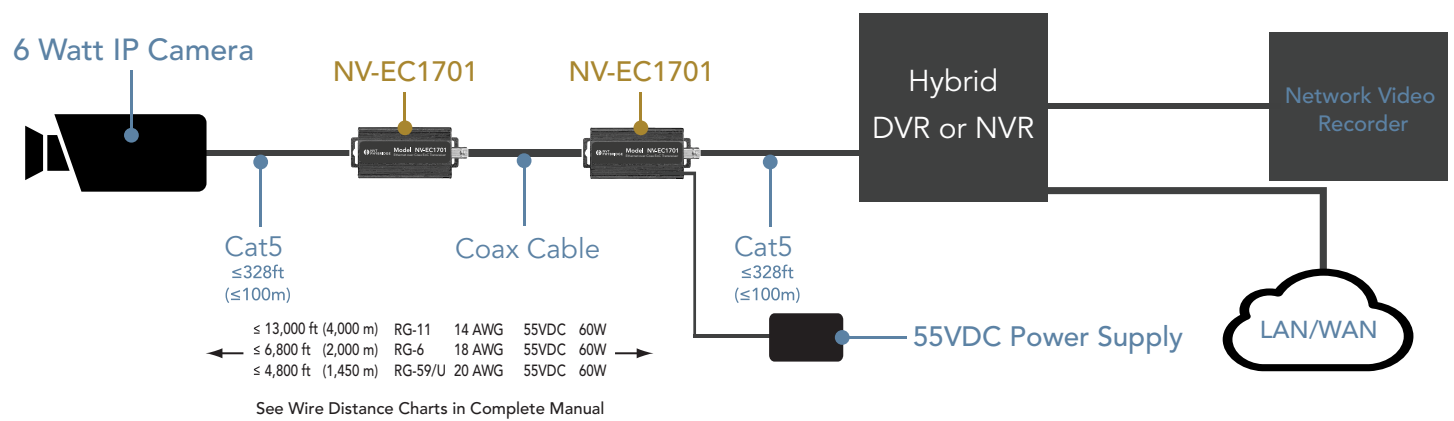 6 Watt IP Camera
NV-EC1701
NV-EC1701
Hybrid
DVR or NVR
Network Video
Recorder
Model NV-EC1701
Model NV-EC1701
Cat5
≤328ft
(≤100m)
Coax Cable
Cat5
≤328ft
(≤100m)
≤ 13,000 ft (4,000 m) RG-11 14 AWG 55VDC 60W
≤ 6,800 ft (2,000 m) RG-6 18 AWG 55VDC 60W
≤ 4,800 ft (1,450 m) RG-59/U 20 AWG 55VDC 60W
See Wire Distance Charts in Complete Manual
55VDC Power Supply
LAN/WAN